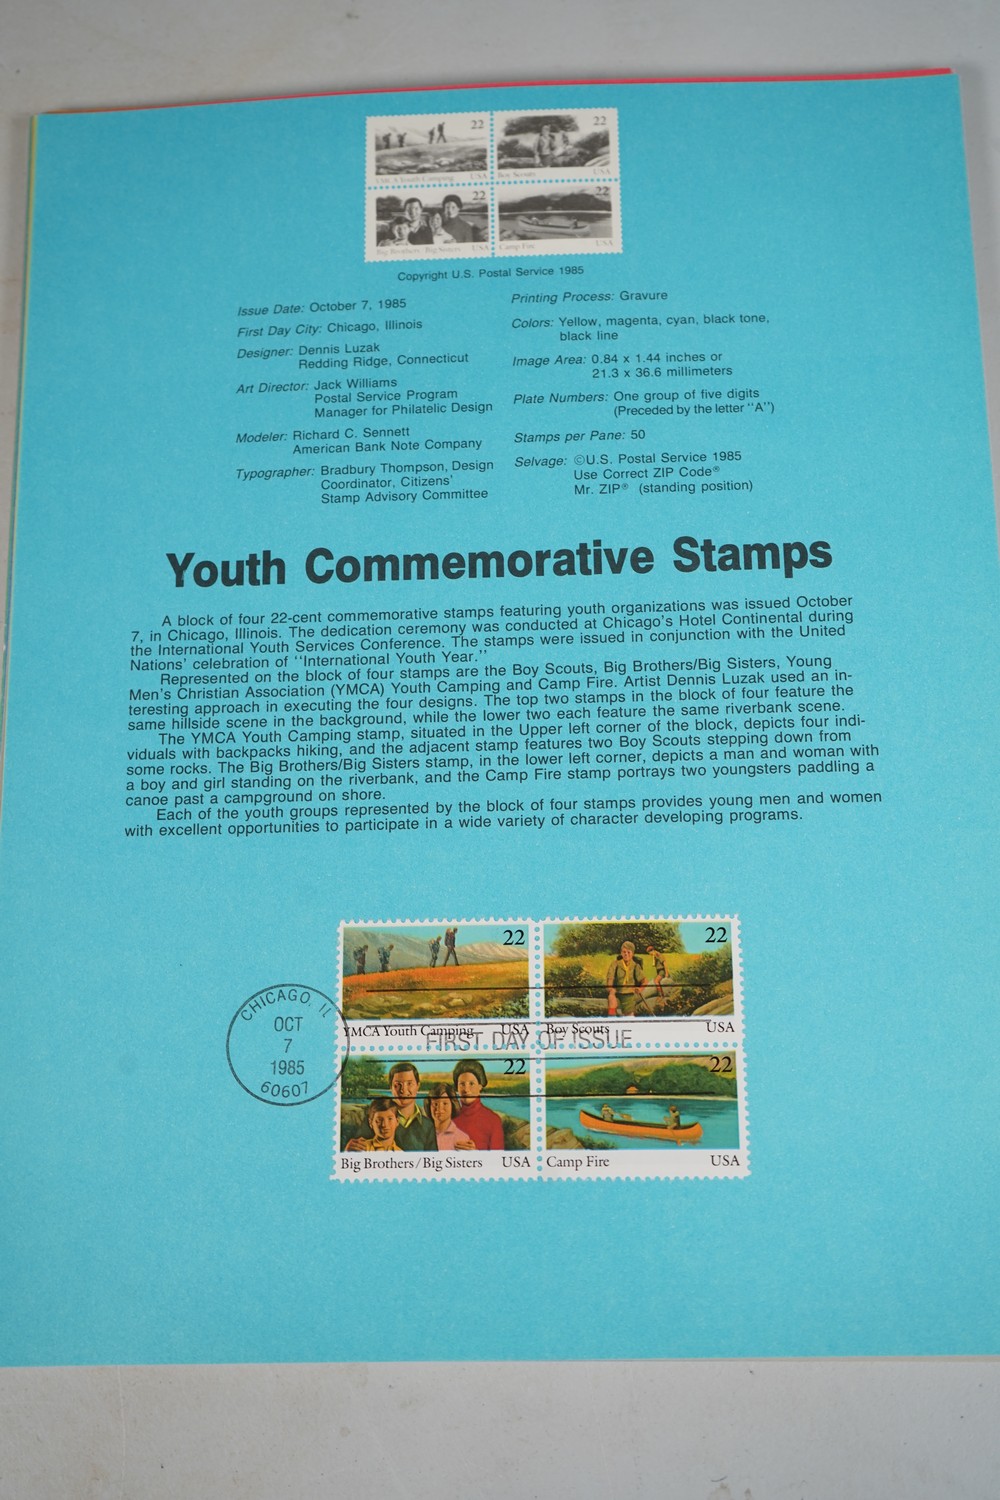 22
YMCA Youth Camping USA
22
Boy Scouts USA
22
Big Brothers/Big Sisters USA
22
Camp Fire USA
Copyright U.S. Postal Service 1985
Issue Date: October 7, 1985
First Day City: Chicago, Illinois
Designer: Dennis Luzak
Redding Ridge, Connecticut
Art Director: Jack Williams
Postal Service Program
Manager for Philatelic Design
Modeler: Richard C. Sennett
American Bank Note Company
Typographer: Bradbury Thompson, Design
Coordinator, Citizens'
Stamp Advisory Committee
Printing Process: Gravure
Colors: Yellow, magenta, cyan, black tone,
black line
Image Area: 0.84 x 1.44 inches or
21.3 x 36.6 millimeters
Plate Numbers: One group of five digits
(Preceded by the letter "A")
Stamps per Pane: 50
Selvage: ©U.S. Postal Service 1985
Use Correct ZIP Code®
Mr. ZIP® (standing position)
Youth Commemorative Stamps
A block of four 22-cent commemorative stamps featuring youth organizations was issued October
7, in Chicago, Illinois. The dedication ceremony was conducted at Chicago's Hotel Continental during
the International Youth Services Conference. The stamps were issued in conjunction with the United
Nations' celebration of "International Youth Year."
Represented on the block of four stamps are the Boy Scouts, Big Brothers/Big Sisters, Young
Men's Christian Association (YMCA) Youth Camping and Camp Fire. Artist Dennis Luzak used an in-
teresting approach in executing the four designs. The top two stamps in the block of four feature the
same hillside scene in the background, while the lower two each feature the same riverbank scene.
The YMCA Youth Camping stamp, situated in the Upper left corner of the block, depicts four indi-
viduals with backpacks hiking, and the adjacent stamp features two Boy Scouts stepping down from
some rocks. The Big Brothers/Big Sisters stamp, in the lower left corner, depicts a man and woman with
a boy and girl standing on the riverbank, and the Camp Fire stamp portrays two youngsters paddling a
canoe past a campground on shore.
Each of the youth groups represented by the block of four stamps provides young men and women
with excellent opportunities to participate in a wide variety of character developing programs.
22
YMCA Youth Camping USA
22
Boy Scouts USA
CHICAGO, IL
OCT
7
1985
60607
FIRST DAY OF ISSUE
22
Big Brothers/Big Sisters USA
22
Camp Fire USA